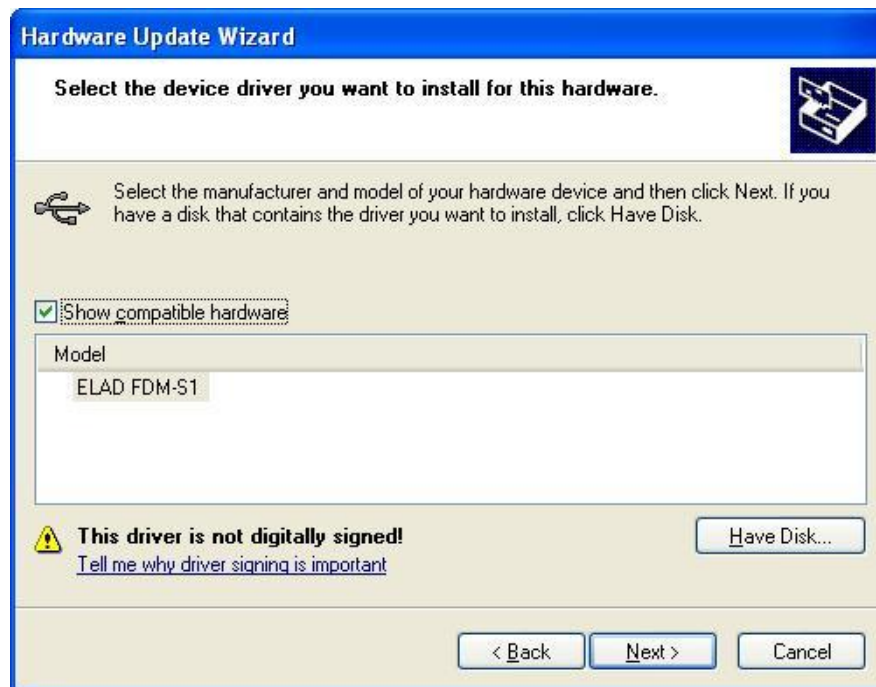 Hardware Update Wizard
Select the device driver you want to install for this hardware.
Select the manufacturer and model of your hardware device and then click Next. If you
have a disk that contains the driver you want to install, click Have Disk.
Show compatible hardware
Model
ELAD FDM-S1
This driver is not digitally signed!
Have Disk...
Tell me why driver signing is important
< Back
Next >
Cancel